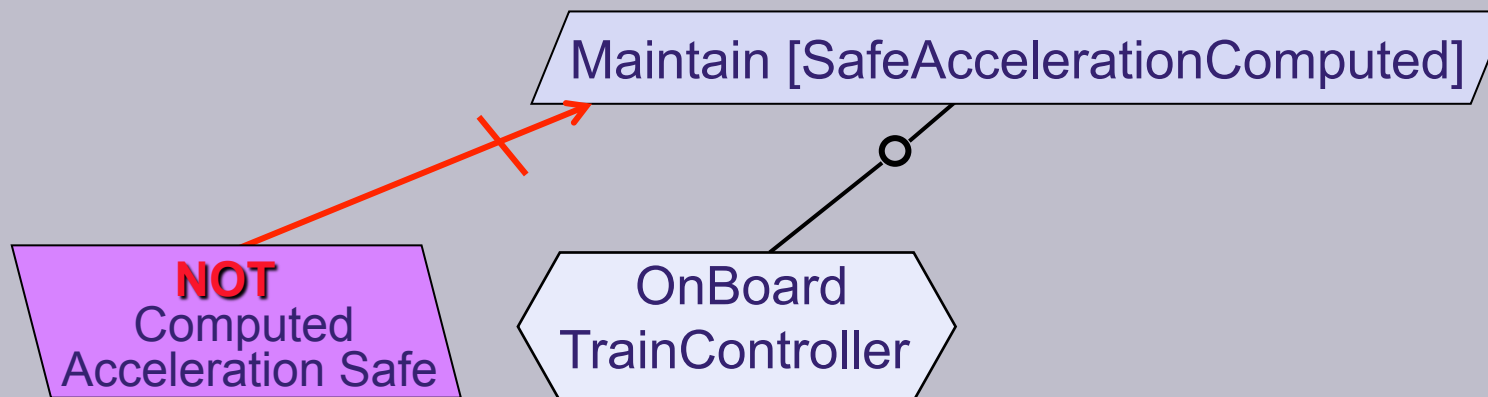 Maintain [SafeAccelerationComputed]
NOT
Computed
Acceleration Safe
OnBoard
TrainController